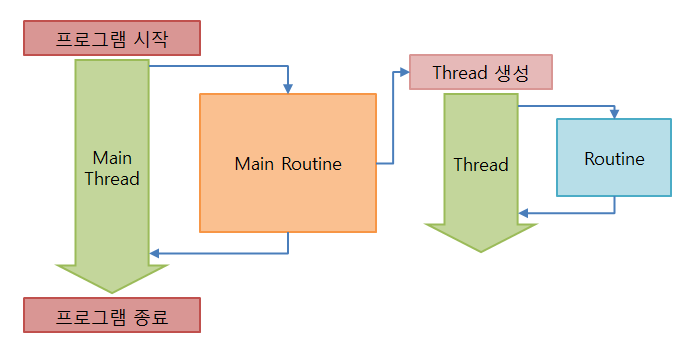 프로그램 시작
Main
Thread
Main Routine
프로그램 종료
Thread 생성
Thread
Routine